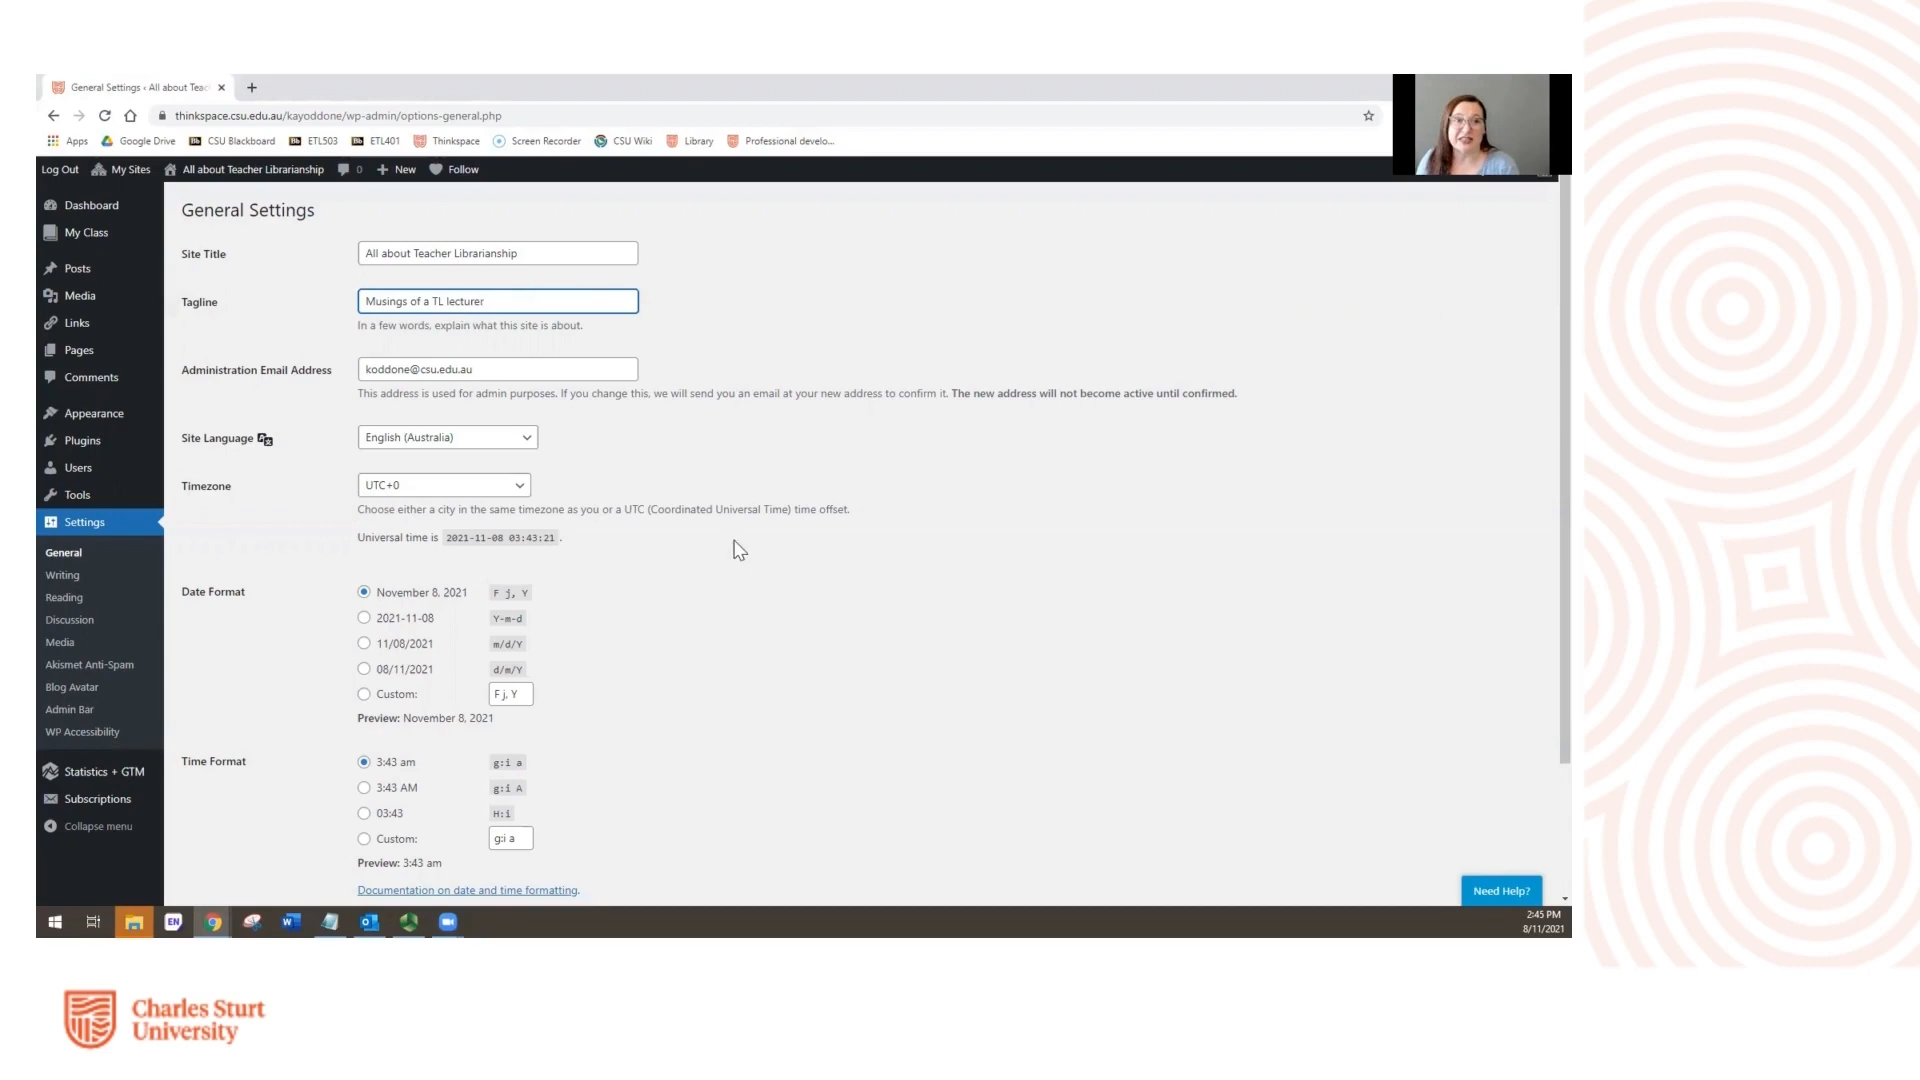 General Settings ‹ All about Teac
thinkspace.csu.edu.au/kayoddone/wp-admin/options-general.php
Apps Google Drive Bb CSU Blackboard Bb ETL503 Bb ETL401 Thinkspace Screen Recorder CSU Wiki Library Professional develo...
Log Out My Sites All about Teacher Librarianship 0 New Follow
Dashboard
My Class
Posts
Media
Links
Pages
Comments
Appearance
Plugins
Users
Tools
Settings
General
Writing
Reading
Discussion
Media
Akismet Anti-Spam
Blog Avatar
Admin Bar
WP Accessibility
Statistics + GTM
Subscriptions
Collapse menu
General Settings
Site Title All about Teacher Librarianship
Tagline Musings of a TL lecturer
In a few words, explain what this site is about.
Administration Email Address koddone@csu.edu.au
This address is used for admin purposes. If you change this, we will send you an email at your new address to confirm it. The new address will not become active until confirmed.
Site Language English (Australia)
Timezone UTC+0
Choose either a city in the same timezone as you or a UTC (Coordinated Universal Time) time offset.
Universal time is 2021-11-08 03:43:21 .
Date Format November 8, 2021 F j, Y
2021-11-08 Y-m-d
11/08/2021 m/d/Y
08/11/2021 d/m/Y
Custom: F j, Y
Preview: November 8, 2021
Time Format 3:43 am g:i a
3:43 AM g:i A
03:43 H:i
Custom: g:i a
Preview: 3:43 am
Documentation on date and time formatting.
Need Help?
EN
2:45 PM
8/11/2021
Charles Sturt
University